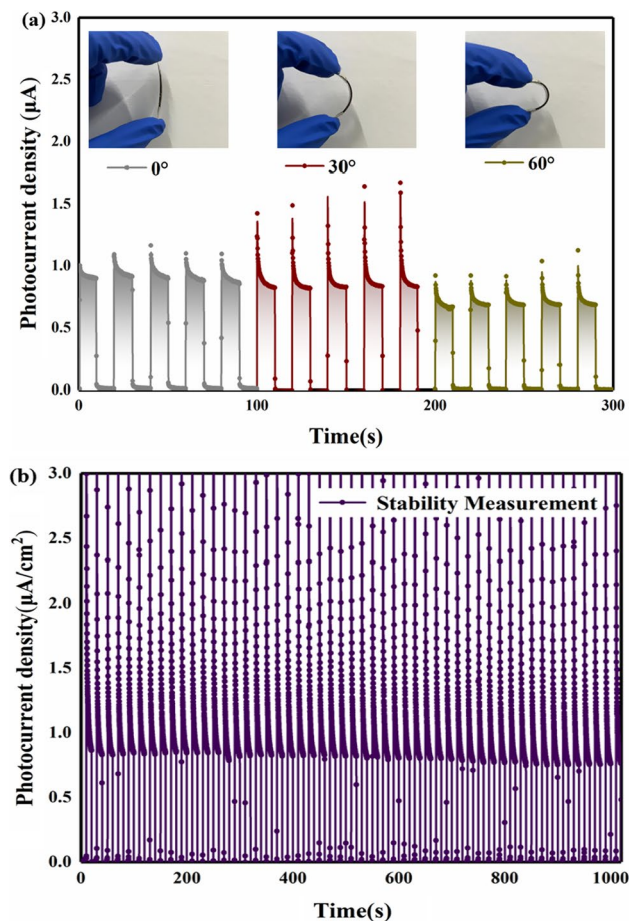 (a)
3.0
2.5
2.0
1.5
1.0
0.5
0.0
Photocurrent density (μA)
0°
30°
60°
0 100 200 300
Time(s)
(b)
3.0
2.5
2.0
1.5
1.0
0.5
0.0
Photocurrent density(μA/cm²)
Stability Measurement
0 200 400 600 800 1000
Time(s)